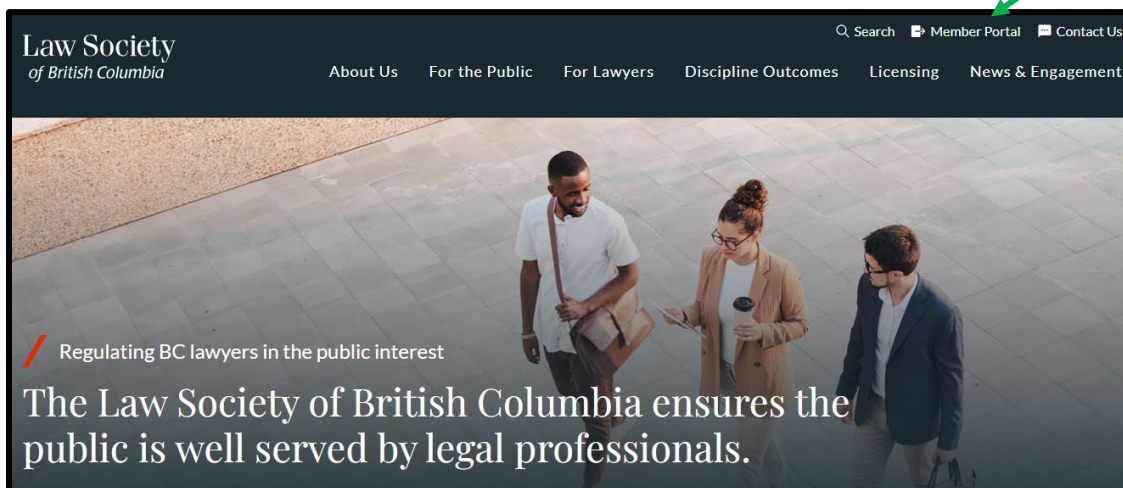 Law Society
of British Columbia
Search Member Portal Contact Us
About Us For the Public For Lawyers Discipline Outcomes Licensing News & Engagement
Regulating BC lawyers in the public interest
The Law Society of British Columbia ensures the
public is well served by legal professionals.